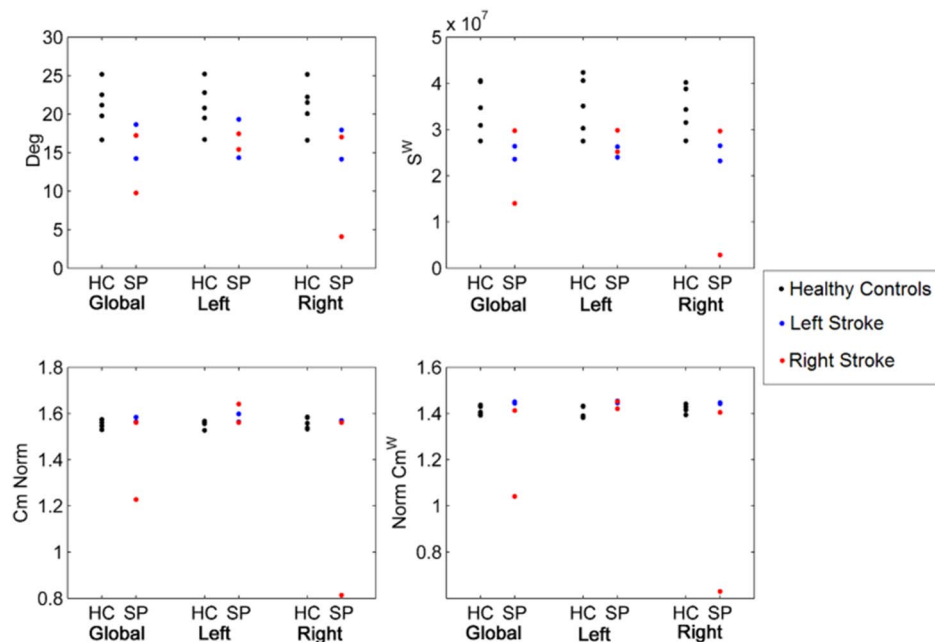 30
25
20
15
10
5
0
Deg
HC SP HC SP HC SP
Global Left Right
x 10^7
5
4
3
2
1
0
S^W
HC SP HC SP HC SP
Global Left Right
Healthy Controls
Left Stroke
Right Stroke
1.8
1.6
1.4
1.2
1
0.8
Cm Norm
HC SP HC SP HC SP
Global Left Right
1.6
1.4
1.2
1
0.8
Norm Cm^W
HC SP HC SP HC SP
Global Left Right